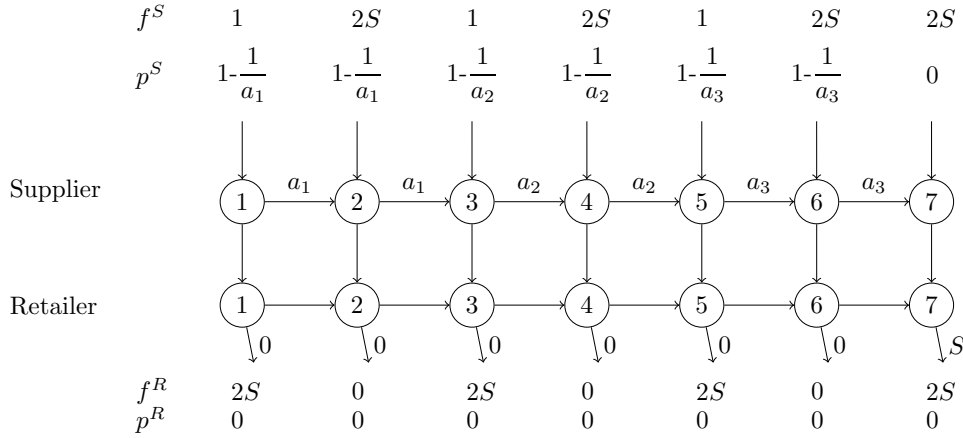 f^S 1 2S 1 2S 1 2S 2S
p^S 1-1/a_1 1-1/a_1 1-1/a_2 1-1/a_2 1-1/a_3 1-1/a_3 0
a_1 a_1 a_2 a_2 a_3 a_3
Supplier 1 2 3 4 5 6 7
Retailer 1 2 3 4 5 6 7
0 0 0 0 0 0 S
f^R 2S 0 2S 0 2S 0 2S
p^R 0 0 0 0 0 0 0